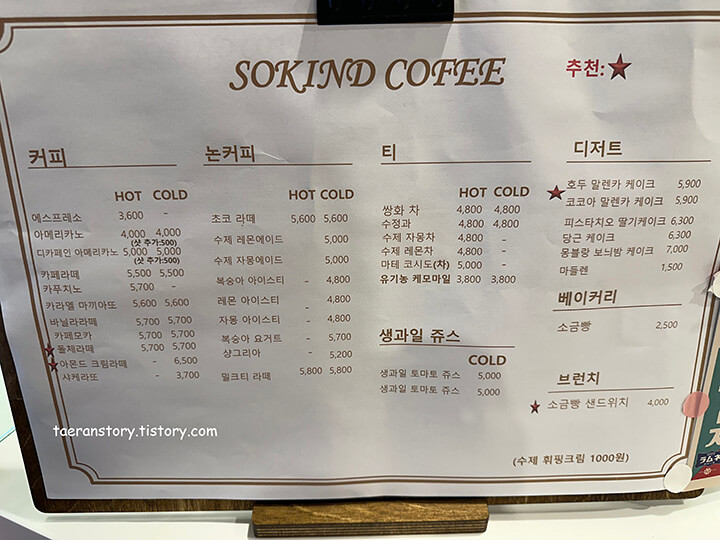 SOKIND COFEE
추천:
커피
HOT COLD
에스프레소 3,600 -
아메리카노 4,000 4,000
(샷 추가:500)
디카페인 아메리카노 5,000 5,000
(샷 추가:500)
카페라떼 5,500 5,500
카푸치노 5,700 -
카라멜 마끼아또 5,600 5,600
바닐라라떼 5,700 5,700
카페모카 5,700 5,700
돌체라떼 5,700 5,700
아몬드 크림라떼 - 6,500
샤케라또 - 3,700
논커피
HOT COLD
초코 라떼 5,600 5,600
수제 레몬에이드 5,000
수제 자몽에이드 - 5,000
복숭아 아이스티 - 4,800
레몬 아이스티 - 4,800
자몽 아이스티 - 4,800
복숭아 요거트 - 5,700
샹그리아 - 5,200
밀크티 라떼 5,800 5,800
티
HOT COLD
쌍화 차 4,800 4,800
수정과 4,800 4,800
수제 자몽차 4,800 -
수제 레몬차 4,800 -
마테 코시도(차) 5,000 -
유기농 케모마일 3,800 3,800
생과일 쥬스
COLD
생과일 토마토 쥬스 5,000
생과일 토마토 쥬스 5,000
디저트
호두 말렌카 케이크 5,900
코코아 말렌카 케이크 5,900
피스타치오 딸기케이크 6,300
당근 케이크 6,300
몽블랑 보늬밤 케이크 7,000
마들렌 1,500
베이커리
소금빵 2,500
브런치
소금빵 샌드위치 4,000
(수제 휘핑크림 1000원)
taeranstory.tistory.com